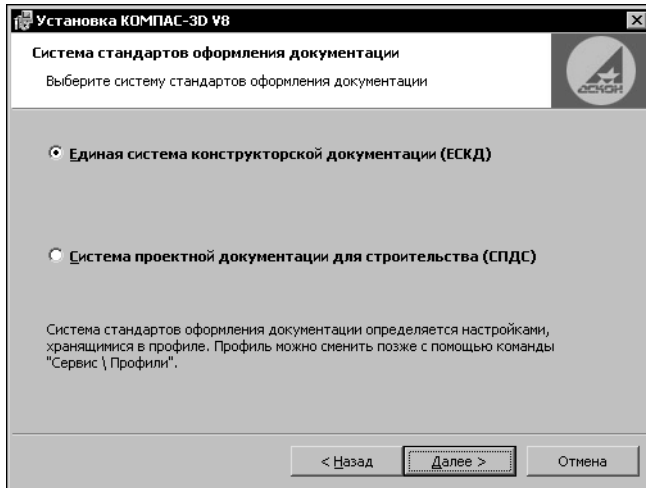 Установка КОМПАС-3D V8
Система стандартов оформления документации
Выберите систему стандартов оформления документации
АСКОН
Единая система конструкторской документации (ЕСКД)
Система проектной документации для строительства (СПДС)
Система стандартов оформления документации определяется настройками,
хранящимися в профиле. Профиль можно сменить позже с помощью команды
"Сервис \ Профили".
< Назад
Далее >
Отмена